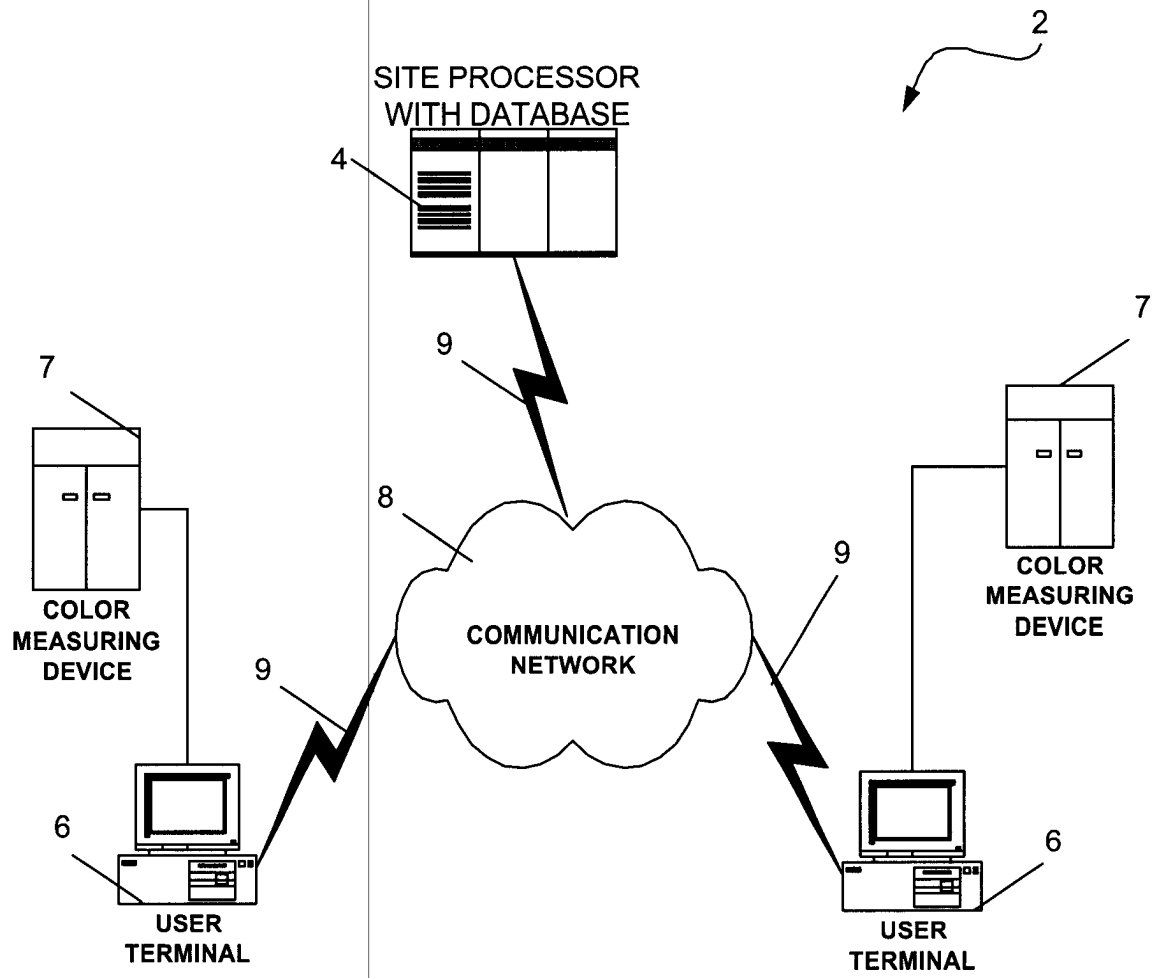 2
SITE PROCESSOR
WITH DATABASE
4
9
7
7
8
9
COLOR
MEASURING
DEVICE
COLOR
MEASURING
DEVICE
COMMUNICATION
NETWORK
9
6
6
USER
TERMINAL
USER
TERMINAL